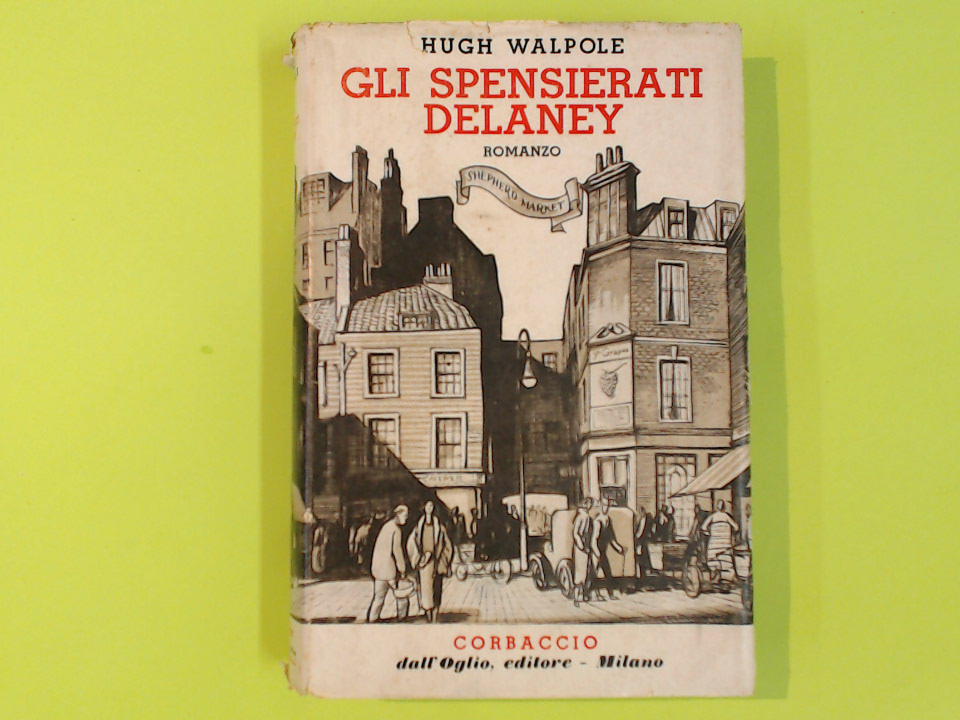 HUGH WALPOLE
GLI SPENSIERATI
DELANEY
ROMANZO
SHEPHERD MARKET
CORBACCIO
dall'Oglio, editore - Milano